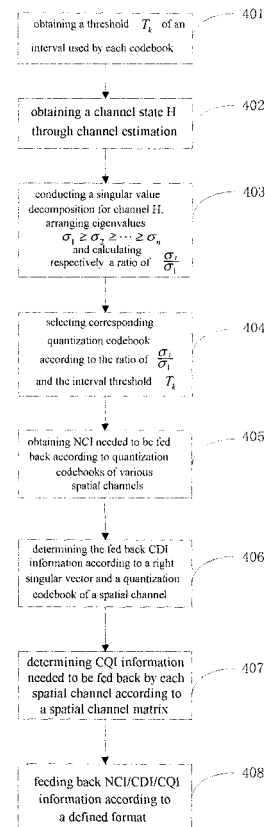 401
obtaining a threshold T_k of an
interval used by each codebook
402
obtaining a channel state H
through channel estimation
403
conducting a singular value
decomposition for channel H,
arranging eigenvalues
σ_1 ≥ σ_2 ≥ ··· ≥ σ_n
and calculating
respectively a ratio of σ_i/σ_1
404
selecting corresponding
quantization codebook
according to the ratio of σ_i/σ_1
and the interval threshold T_k
405
obtaining NCI needed to be fed
back according to quantization
codebooks of various
spatial channels
406
determining the fed back CDI
information according to a right
singular vector and a quantization
codebook of a spatial channel
407
determining CQI information
needed to be fed back by each
spatial channel according to
a spatial channel matrix
408
feeding back NCI/CDI/CQI
information according to
a defined format